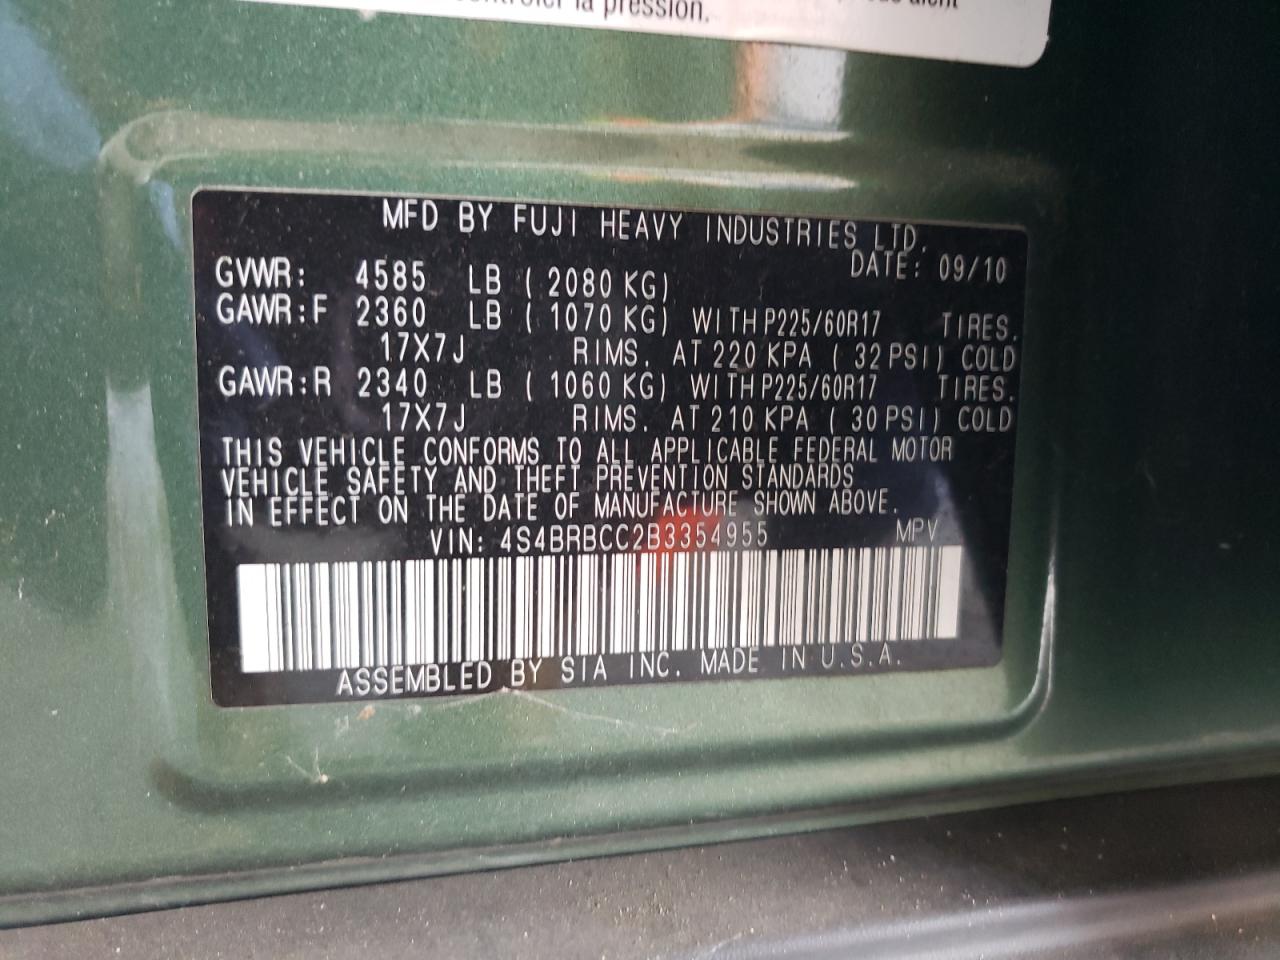 la pression.
MFD BY FUJI HEAVY INDUSTRIES LTD.
DATE: 09/10
GVWR: 4585 LB ( 2080 KG)
GAWR:F 2360 LB ( 1070 KG) WITH P225/60R17 TIRES.
17X7J RIMS. AT 220 KPA ( 32 PSI) COLD
GAWR:R 2340 LB ( 1060 KG) WITH P225/60R17 TIRES.
17X7J RIMS. AT 210 KPA ( 30 PSI) COLD
THIS VEHICLE CONFORMS TO ALL APPLICABLE FEDERAL MOTOR
VEHICLE SAFETY AND THEFT PREVENTION STANDARDS
IN EFFECT ON THE DATE OF MANUFACTURE SHOWN ABOVE.
VIN: 4S4BRBCC2B3354955 MPV
ASSEMBLED BY SIA INC. MADE IN U.S.A.